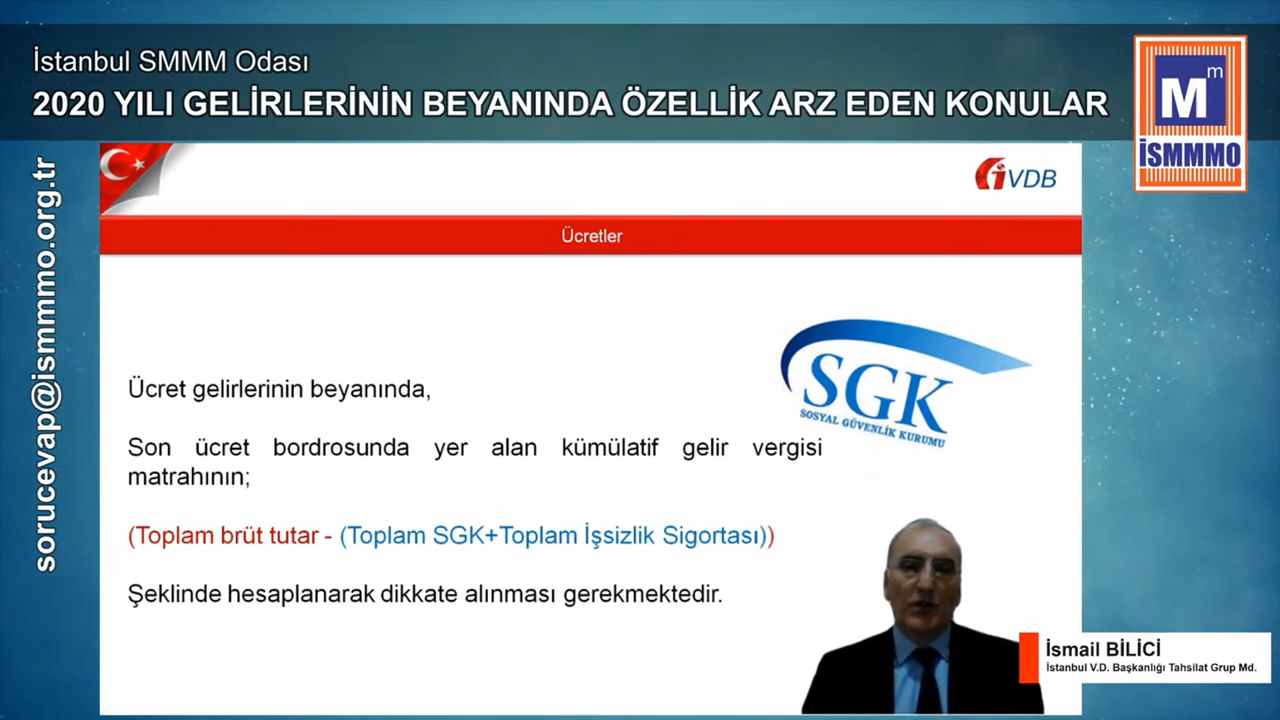 İstanbul SMMM Odası
2020 YILI GELİRLERİNİN BEYANINDA ÖZELLİK ARZ EDEN KONULAR
Mm
İSMMMO
sorucevap@ismmmo.org.tr
iVDB
Ücretler
SGK
SOSYAL GÜVENLİK KURUMU
Ücret gelirlerinin beyanında,
Son ücret bordrosunda yer alan kümülatif gelir vergisi
matrahının;
(Toplam brüt tutar - (Toplam SGK+Toplam İşsizlik Sigortası))
Şeklinde hesaplanarak dikkate alınması gerekmektedir.
İsmail BİLİCİ
İstanbul V.D. Başkanlığı Tahsilat Grup Md.